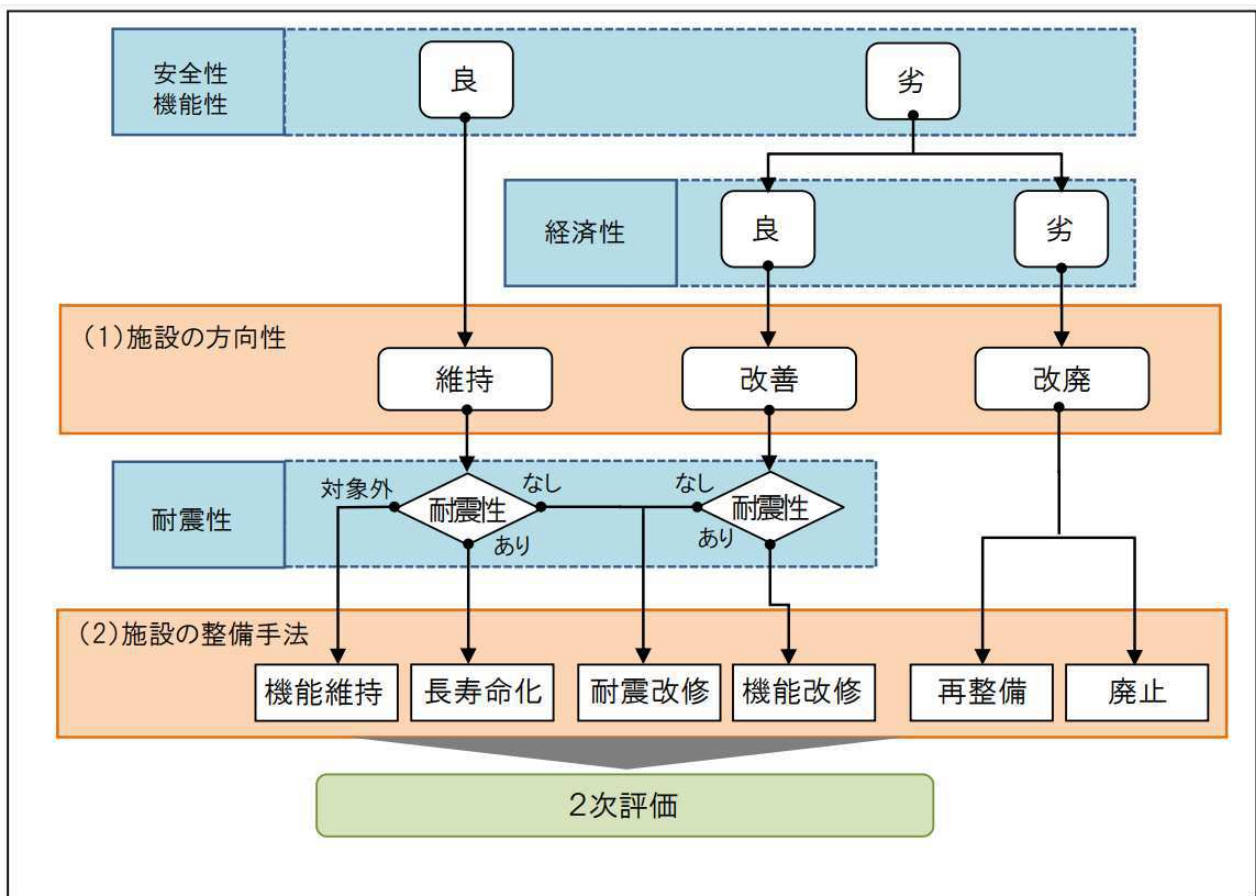 安全性
機能性
良
劣
経済性
良
劣
(1)施設の方向性
維持
改善
改廃
耐震性
対象外
耐震性
なし
あり
なし
耐震性
あり
(2)施設の整備手法
機能維持
長寿命化
耐震改修
機能改修
再整備
廃止
2次評価